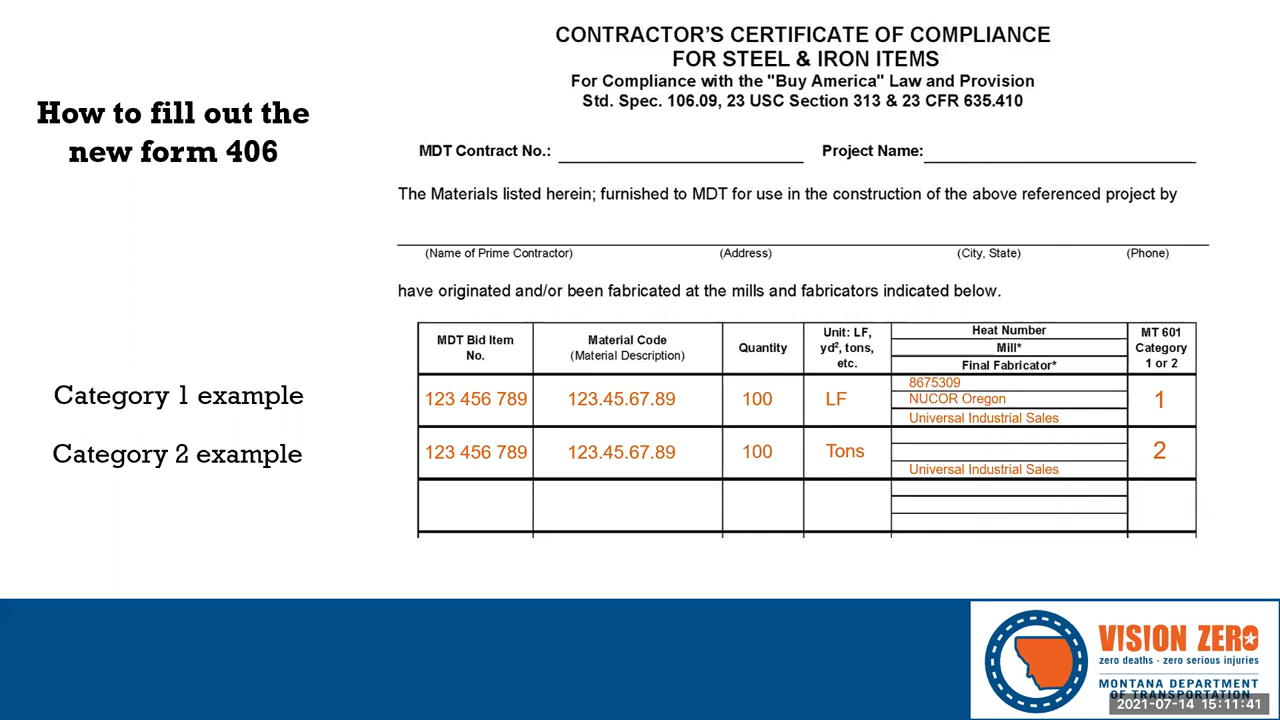 CONTRACTOR'S CERTIFICATE OF COMPLIANCE
FOR STEEL & IRON ITEMS
For Compliance with the "Buy America" Law and Provision
Std. Spec. 106.09, 23 USC Section 313 & 23 CFR 635.410
How to fill out the
new form 406
MDT Contract No.: Project Name:
The Materials listed herein; furnished to MDT for use in the construction of the above referenced project by
(Name of Prime Contractor) (Address) (City, State) (Phone)
have originated and/or been fabricated at the mills and fabricators indicated below.
MDT Bid Item
No.
Material Code
(Material Description)
Quantity
Unit: LF,
yd², tons,
etc.
Heat Number
Mill*
Final Fabricator*
MT 601
Category
1 or 2
Category 1 example
123 456 789
123.45.67.89
100
LF
8675309
NUCOR Oregon
Universal Industrial Sales
1
Category 2 example
123 456 789
123.45.67.89
100
Tons
Universal Industrial Sales
2
VISION ZERO
zero deaths · zero serious injuries
MONTANA DEPARTMENT
OF TRANSPORTATION
2021-07-14 15:11:41